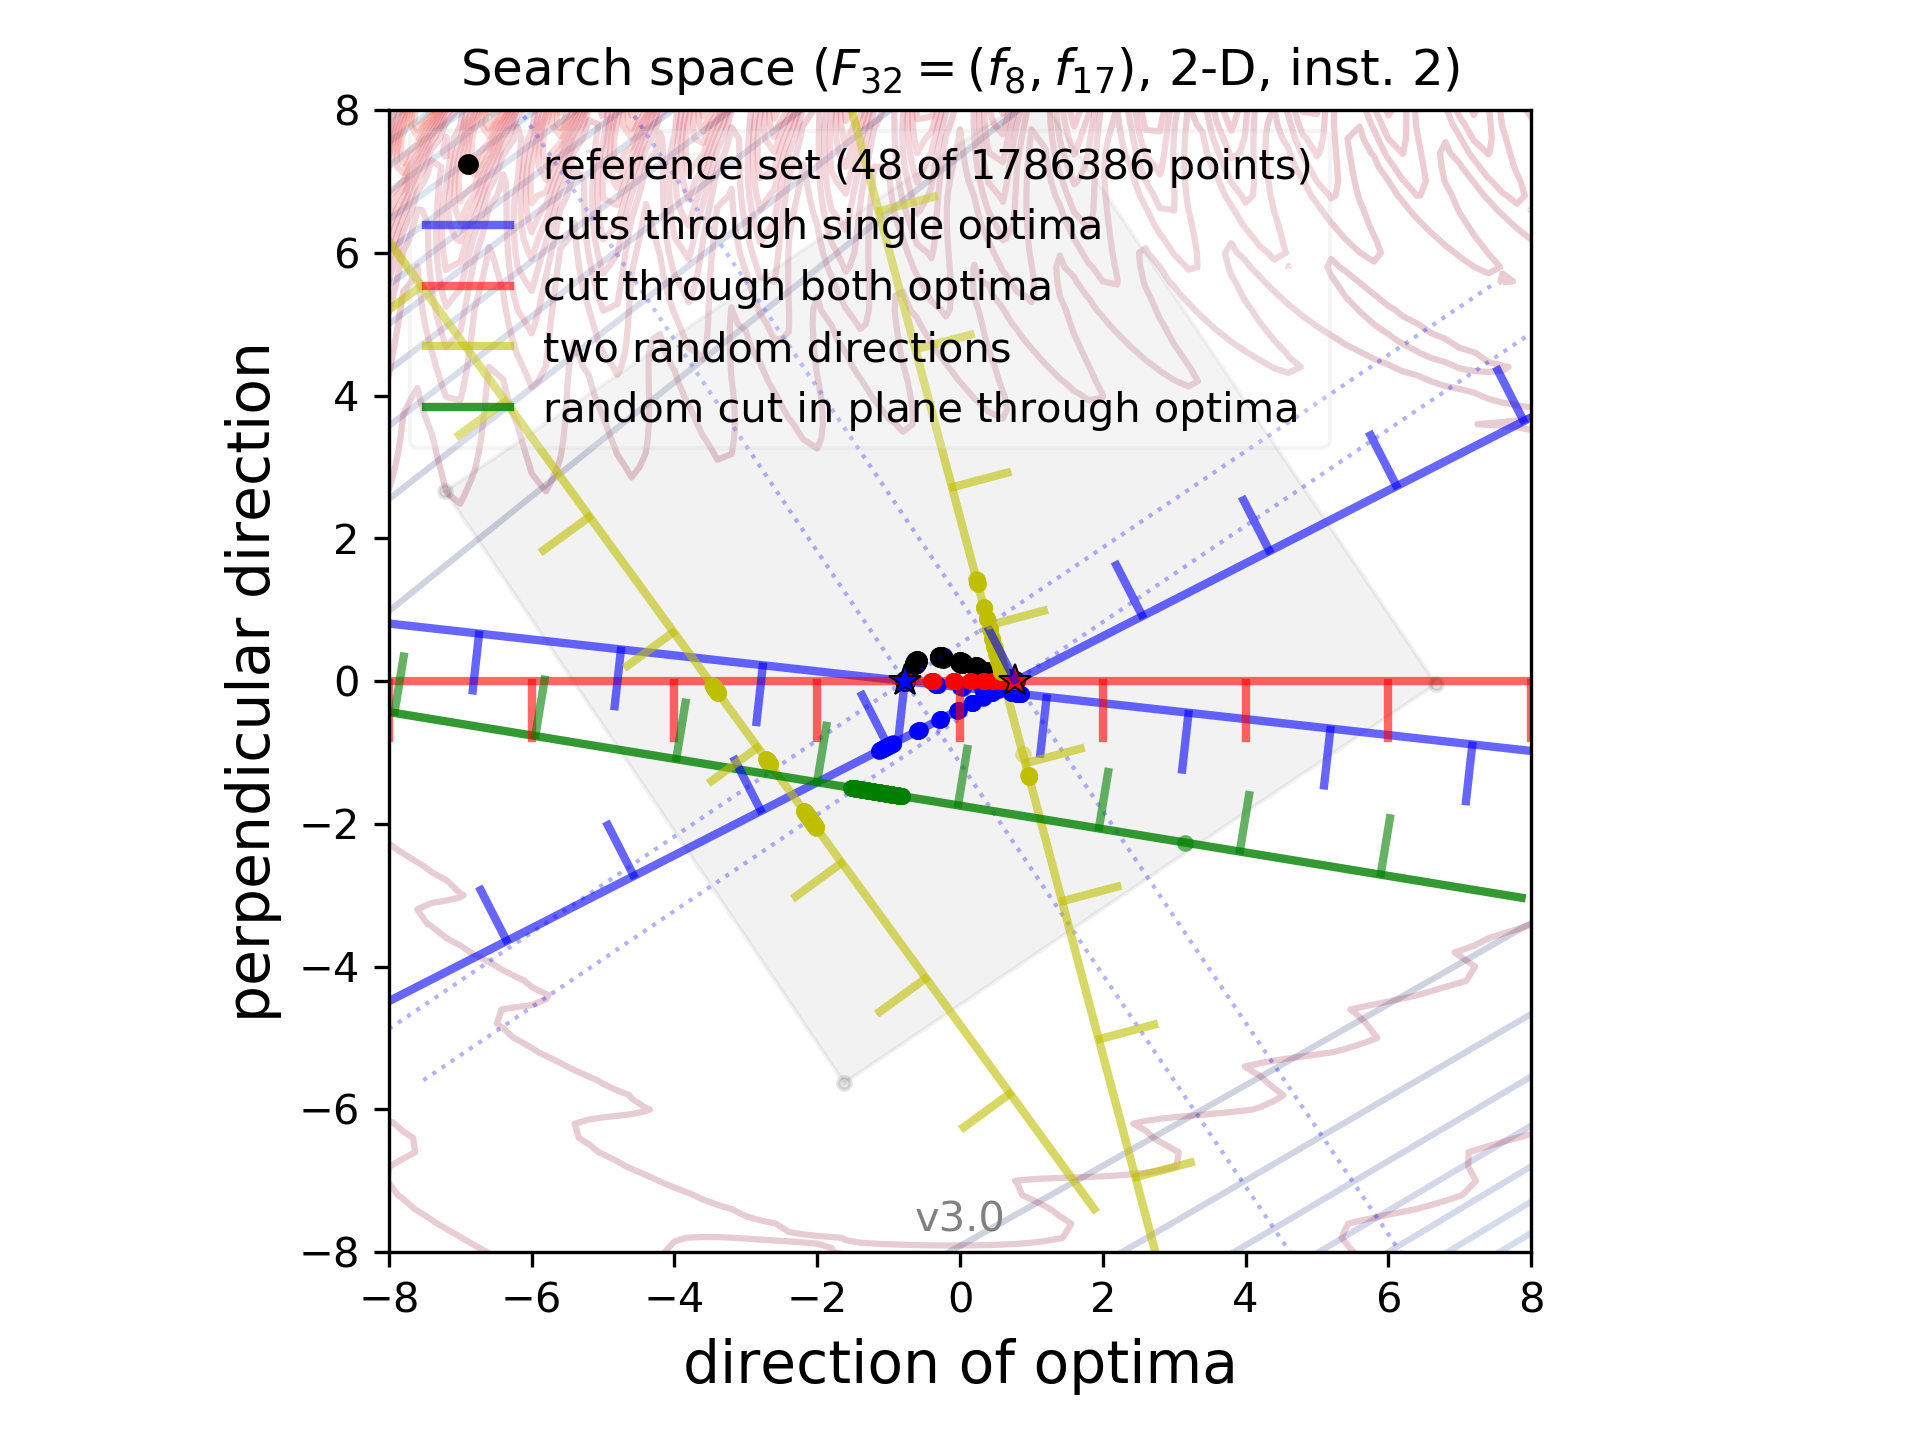 Search space (F₃₂ = (f₈, f₁₇), 2-D, inst. 2)
8
6
4
2
0
−2
−4
−6
−8
perpendicular direction
reference set (48 of 1786386 points)
cuts through single optima
cut through both optima
two random directions
random cut in plane through optima
v3.0
−8 −6 −4 −2 0 2 4 6 8
direction of optima